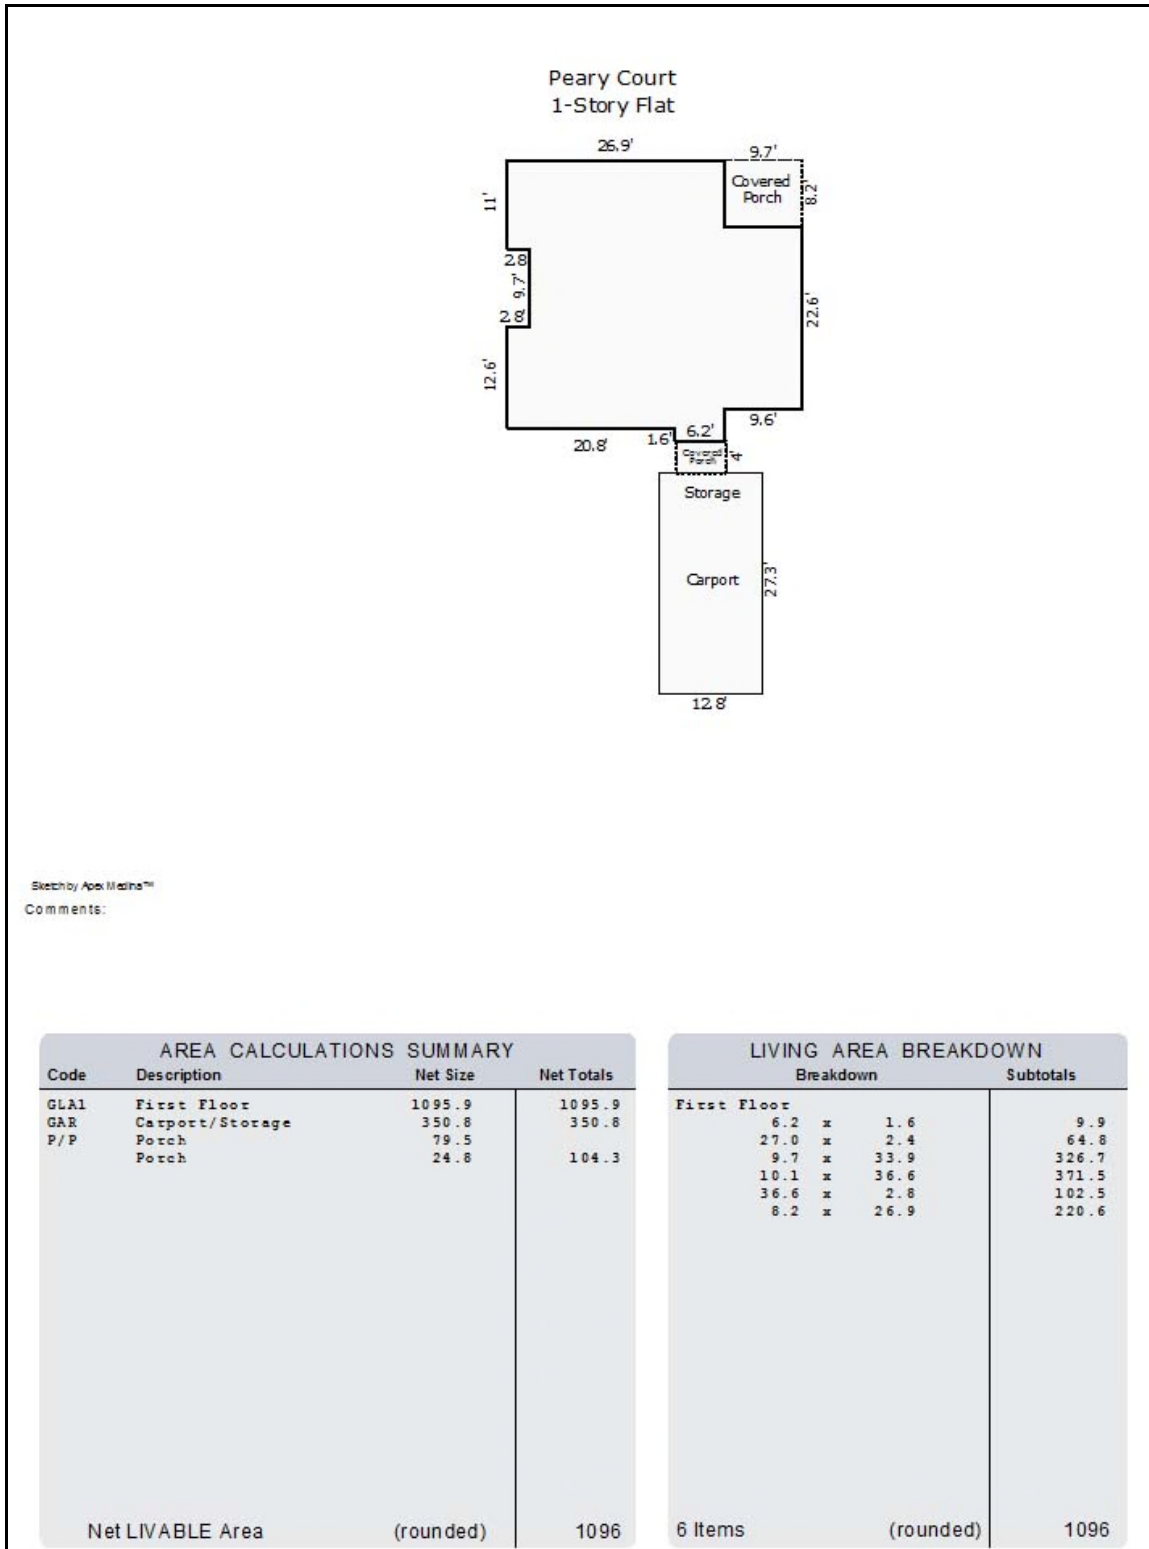 Peary Court
1-Story Flat
26.9'
9.7'
Covered
Porch
8.2'
11'
2.8
9.7'
2.8'
22.6'
12.6'
9.6'
20.8'
1.6'
6.2'
Covered
Porch
4'
Storage
Carport
27.3'
12.8'
Sketch by Apex Medina™
Comments:
AREA CALCULATIONS SUMMARY
Code Description Net Size Net Totals
GLA1 First Floor 1095.9 1095.9
GAR Carport/Storage 350.8 350.8
P/P Porch 79.5
Porch 24.8 104.3
Net LIVABLE Area (rounded) 1096
LIVING AREA BREAKDOWN
Breakdown Subtotals
First Floor
6.2 x 1.6 9.9
27.0 x 2.4 64.8
9.7 x 33.9 326.7
10.1 x 36.6 371.5
36.6 x 2.8 102.5
8.2 x 26.9 220.6
6 Items (rounded) 1096